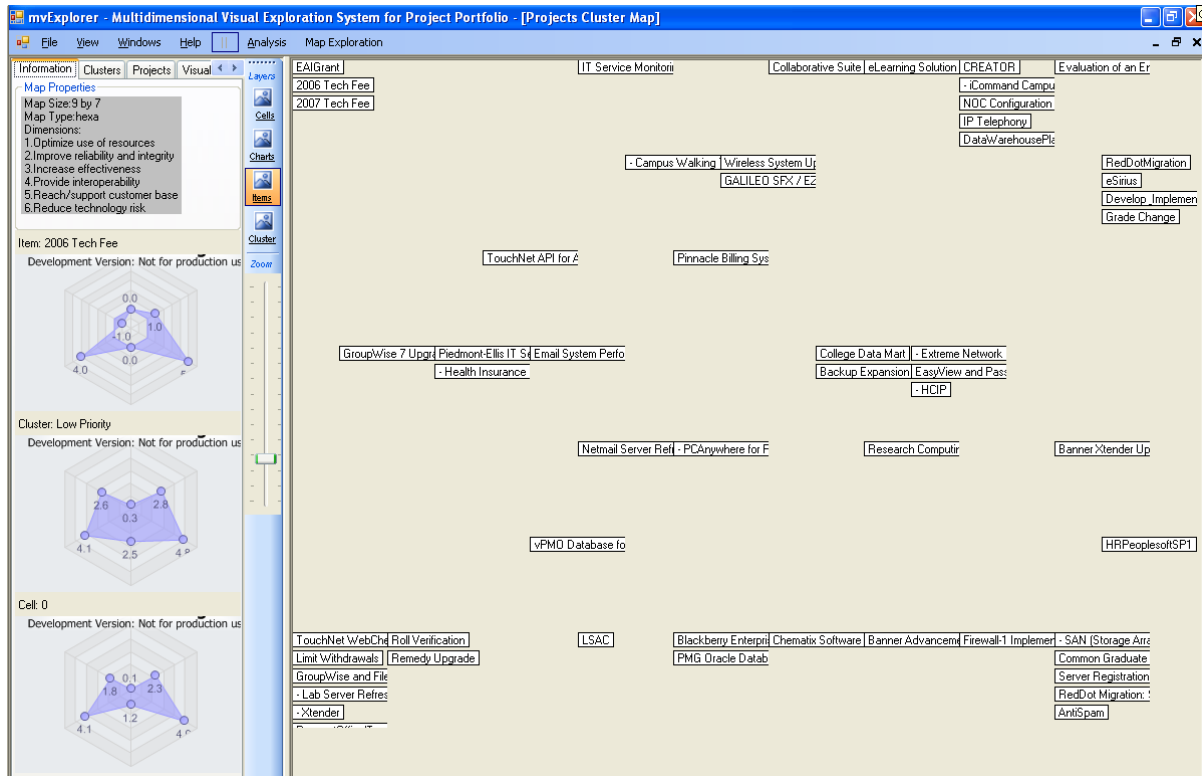 mvExplorer - Multidimensional Visual Exploration System for Project Portfolio - [Projects Cluster Map]
File View Windows Help Analysis Map Exploration
Information Clusters Projects Visual
Map Properties
Map Size:9 by 7
Map Type:hexa
Dimensions:
1.Optimize use of resources
2.Improve reliability and integrity
3.Increase effectiveness
4.Provide interoperability
5.Reach/support customer base
6.Reduce technology risk
Item: 2006 Tech Fee
Development Version: Not for production us
0.0
1.0
-1.0
0.0
4.0
Cluster: Low Priority
Development Version: Not for production us
2.6 2.8
0.3
4.1 2.5 4.8
Cell: 0
Development Version: Not for production us
0.1
1.8 2.3
1.2
4.1
Layers
Cells
Charts
Items
Cluster
Zoom
EAIGrant IT Service Monitorin Collaborative Suite eLearning Solution CREATOR Evaluation of an Er
2006 Tech Fee - iCommand Campu
2007 Tech Fee NOC Configuration
IP Telephony
DataWarehousePla
- Campus Walking Wireless System Up RedDotMigration
GALILEO SFX / EZ eSirius
Develop_Implemen
Grade Change
TouchNet API for A Pinnacle Billing Sys
GroupWise 7 Upgra Piedmont-Ellis IT Se Email System Perfo College Data Mart - Extreme Network
- Health Insurance Backup Expansion EasyView and Pass
- HCIP
Netmail Server Refr - PCAnywhere for F Research Computin Banner Xtender Up
vPMO Database fo HRPeoplesoftSP1
TouchNet WebChe Roll Verification LSAC Blackberry Enterpri Chematix Software Banner Advanceme Firewall-1 Implemen - SAN (Storage Arra
Limit Withdrawals Remedy Upgrade PMG Oracle Datab Common Graduate
GroupWise and File Server Registration
- Lab Server Refres RedDot Migration:
- Xtender AntiSpam